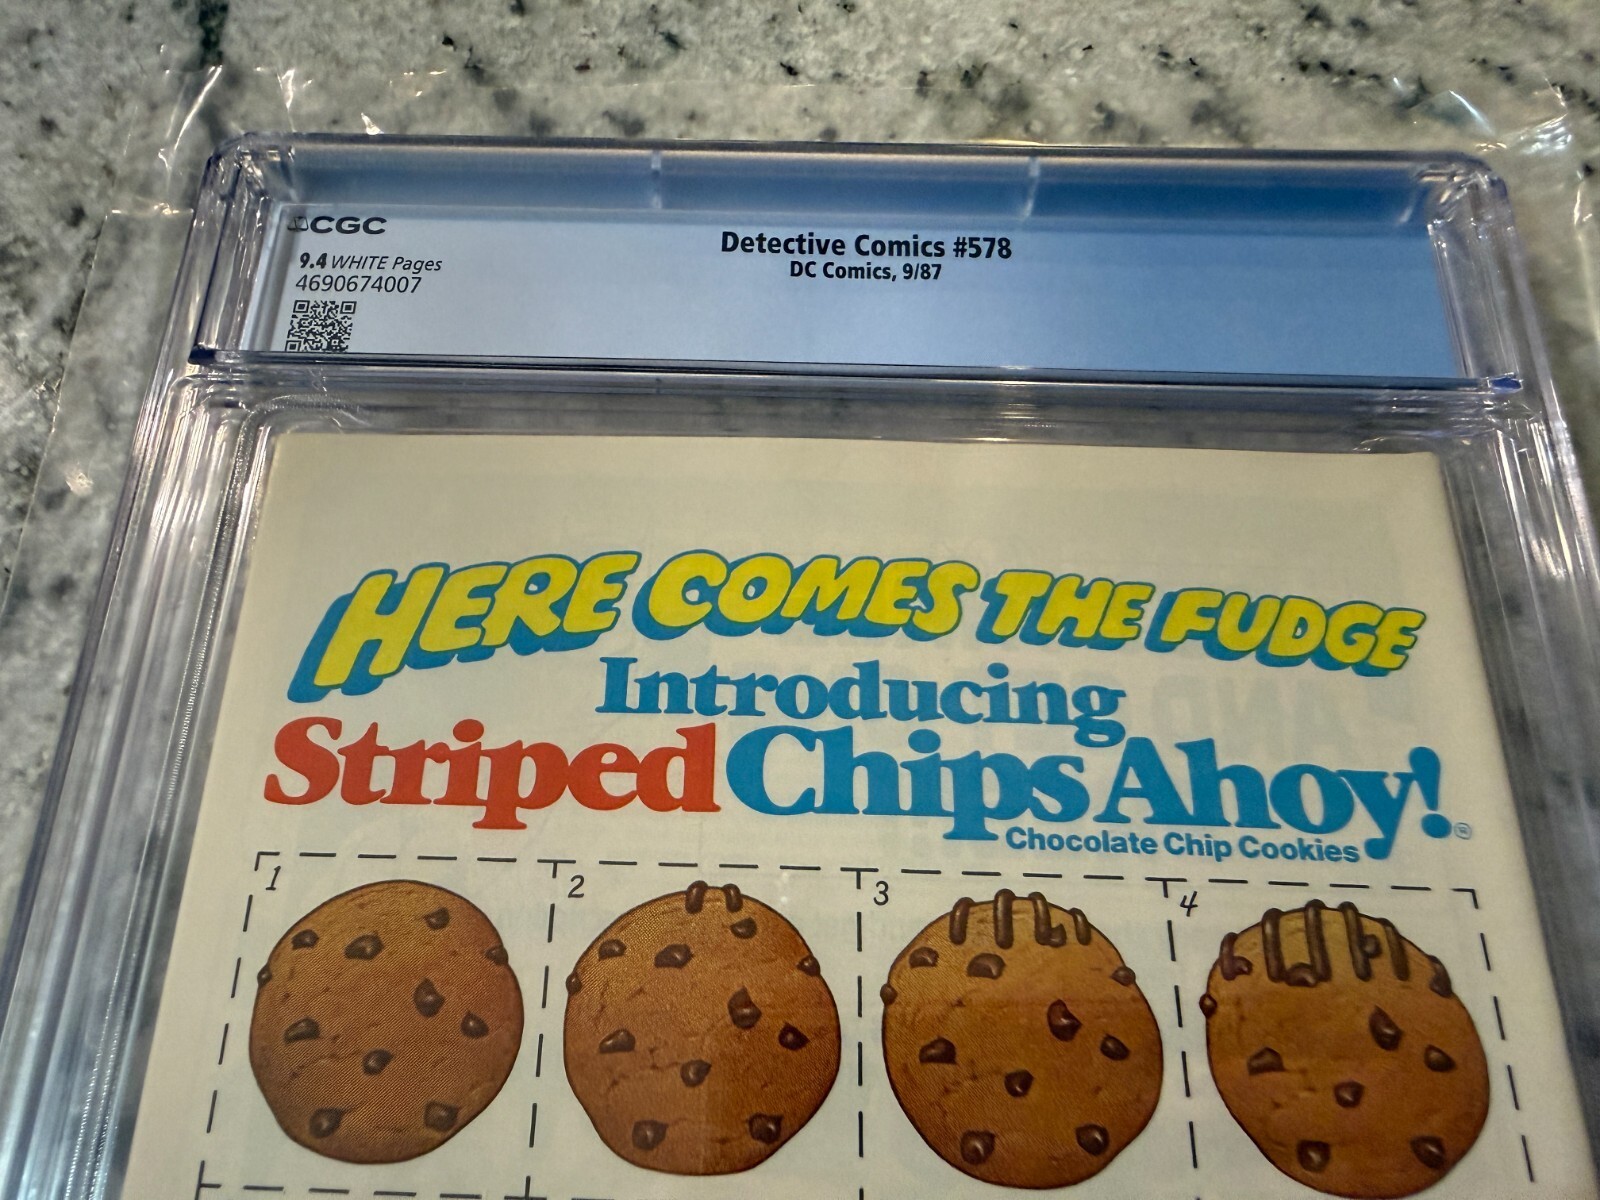 CGC
9.4 WHITE Pages
4690674007
Detective Comics #578
DC Comics, 9/87
HERE COMES THE FUDGE
Introducing
Striped Chips Ahoy!®
Chocolate Chip Cookies
1 2 3 4